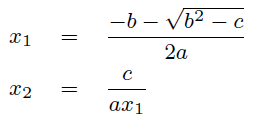 x₁ = (-b - √(b² - c)) / 2a
x₂ = c / ax₁